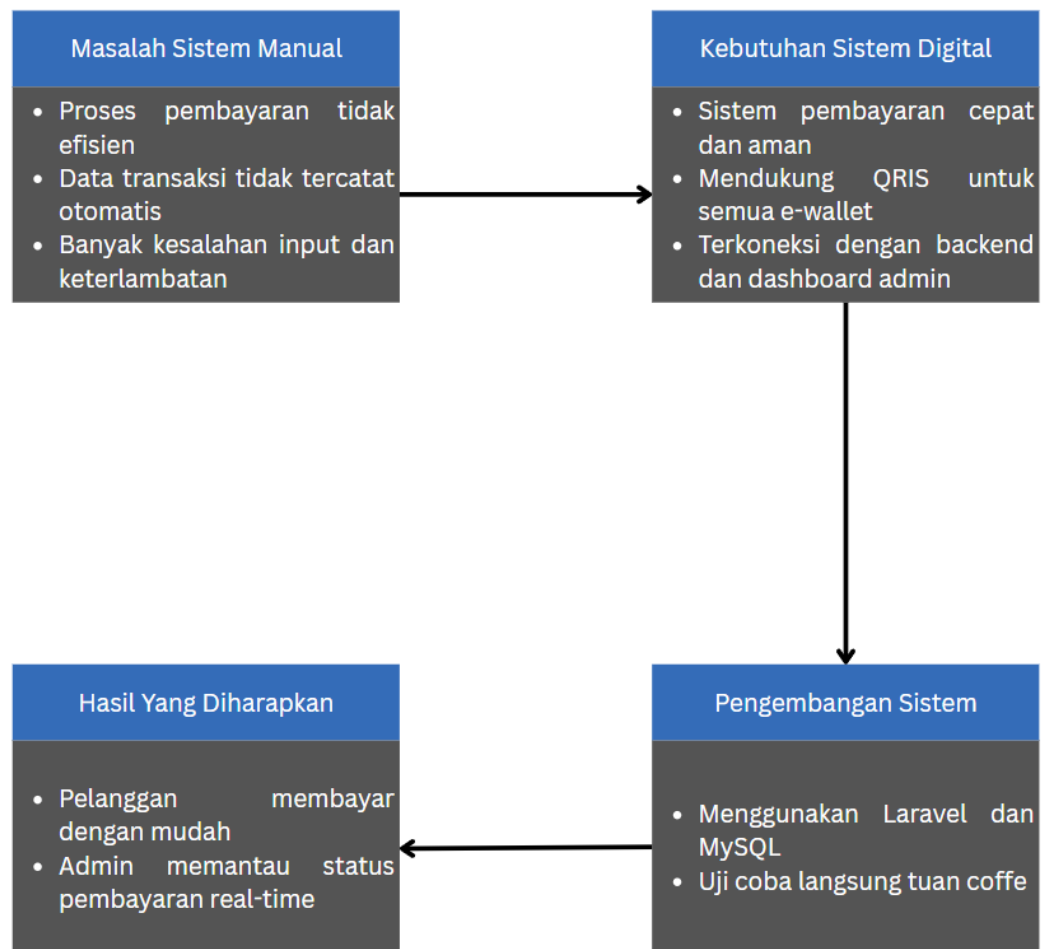 Masalah Sistem Manual
• Proses pembayaran tidak
efisien
• Data transaksi tidak tercatat
otomatis
• Banyak kesalahan input dan
keterlambatan
Kebutuhan Sistem Digital
• Sistem pembayaran cepat
dan aman
• Mendukung QRIS untuk
semua e-wallet
• Terkoneksi dengan backend
dan dashboard admin
Pengembangan Sistem
• Menggunakan Laravel dan
MySQL
• Uji coba langsung tuan coffe
Hasil Yang Diharapkan
• Pelanggan membayar
dengan mudah
• Admin memantau status
pembayaran real-time